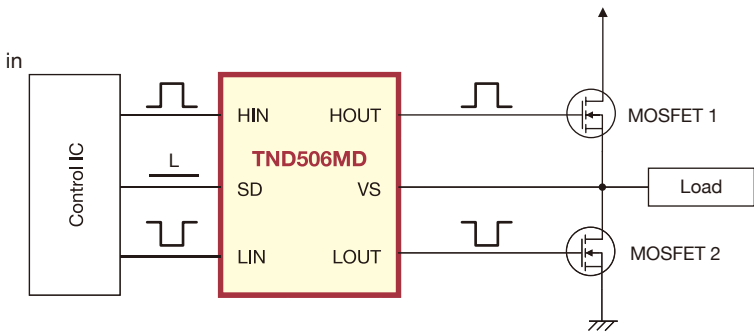 in
Control IC
HIN
HOUT
MOSFET 1
L
TND506MD
SD
VS
Load
LIN
LOUT
MOSFET 2